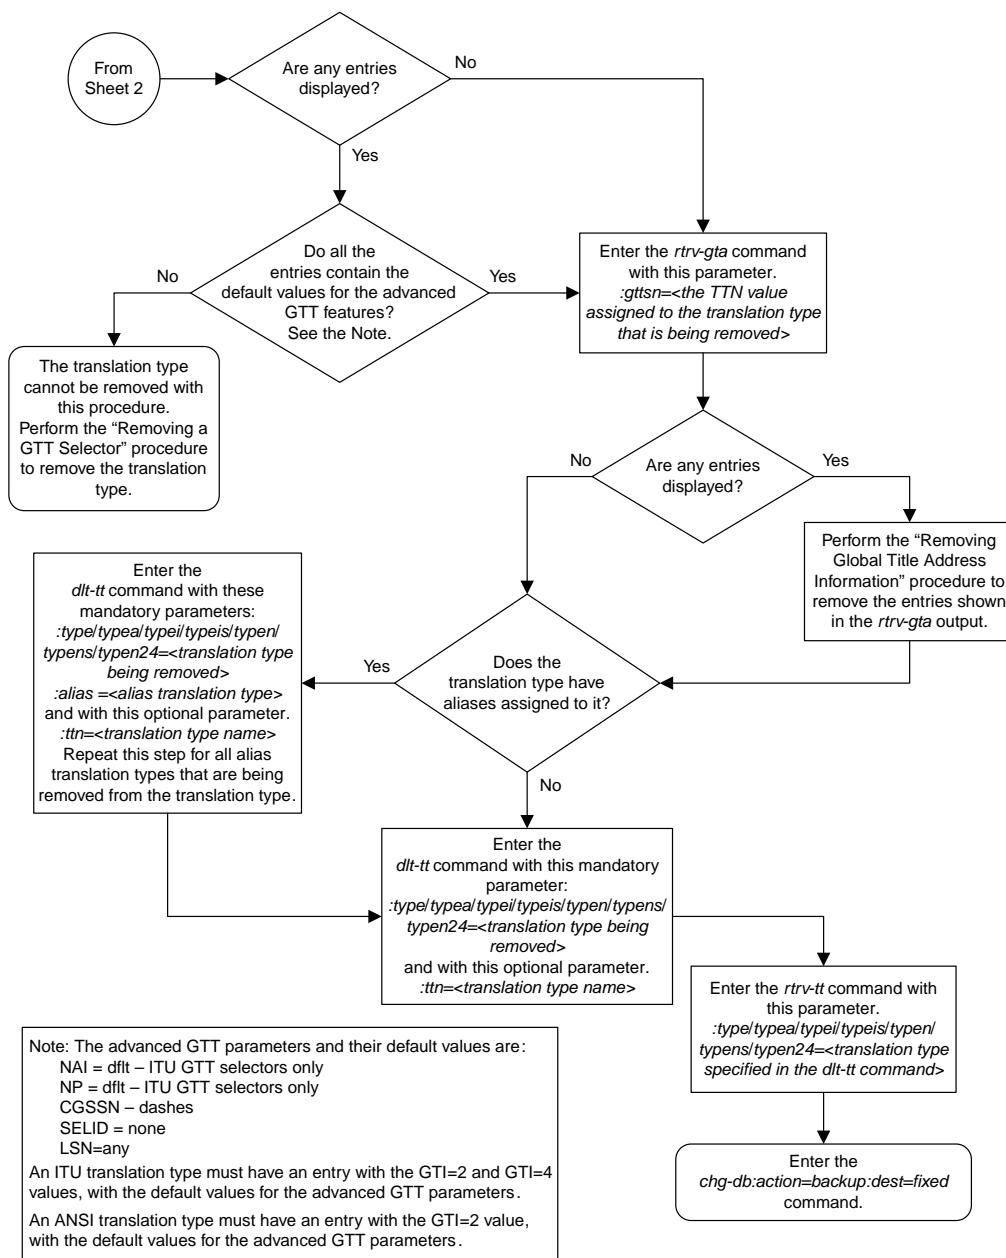 From
Sheet 2
Are any entries
displayed?
No
Yes
Do all the
entries contain the
default values for the advanced
GTT features?
See the Note.
No
Yes
Enter the rtrv-gta command
with this parameter.
:gttsn=<the TTN value
assigned to the translation type
that is being removed>
The translation type
cannot be removed with
this procedure.
Perform the “Removing a
GTT Selector” procedure
to remove the translation
type.
Are any entries
displayed?
No
Yes
Perform the “Removing
Global Title Address
Information” procedure to
remove the entries shown
in the rtrv-gta output.
Does the
translation type have
aliases assigned to it?
Yes
No
Enter the
dlt-tt command with these
mandatory parameters:
:type/typea/typei/typeis/typen/
typens/typen24=<translation type
being removed>
:alias =<alias translation type>
and with this optional parameter.
:ttn=<translation type name>
Repeat this step for all alias
translation types that are being
removed from the translation type.
Enter the
dlt-tt command with this mandatory
parameter:
:type/typea/typei/typeis/typen/typens/
typen24=<translation type being
removed>
and with this optional parameter.
:ttn=<translation type name>
Enter the rtrv-tt command with
this parameter.
:type/typea/typei/typeis/typen/
typens/typen24=<translation type
specified in the dlt-tt command>
Enter the
chg-db:action=backup:dest=fixed
command.
Note: The advanced GTT parameters and their default values are:
NAI = dflt – ITU GTT selectors only
NP = dflt – ITU GTT selectors only
CGSSN – dashes
SELID = none
LSN=any
An ITU translation type must have an entry with the GTI=2 and GTI=4
values, with the default values for the advanced GTT parameters.
An ANSI translation type must have an entry with the GTI=2 value,
with the default values for the advanced GTT parameters.